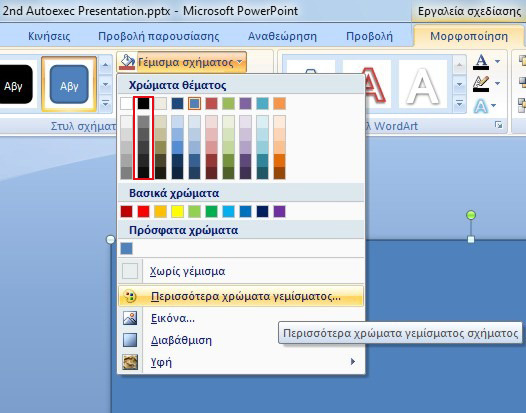 2nd Autoexec Presentation.pptx - Microsoft PowerPoint
Εργαλεία σχεδίασης
Κινήσεις Προβολή παρουσίασης Αναθεώρηση Προβολή Μορφοποίηση
Γέμισμα σχήματος
Αβγ Αβγ A A A
Χρώματα θέματος
Στυλ σχήματ λ WordArt
Βασικά χρώματα
Πρόσφατα χρώματα
Χωρίς γέμισμα
Περισσότερα χρώματα γεμίσματος...
Εικόνα...
Περισσότερα χρώματα γεμίσματος σχήματος
Διαβάθμιση
Υφή